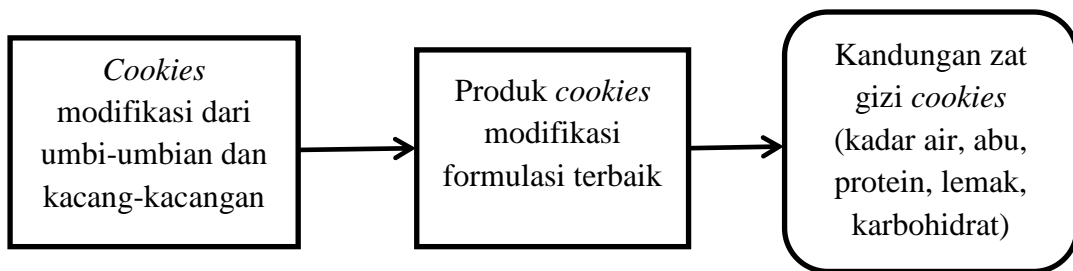 Cookies
modifikasi dari
umbi-umbian dan
kacang-kacangan
Produk cookies
modifikasi
formulasi terbaik
Kandungan zat
gizi cookies
(kadar air, abu,
protein, lemak,
karbohidrat)